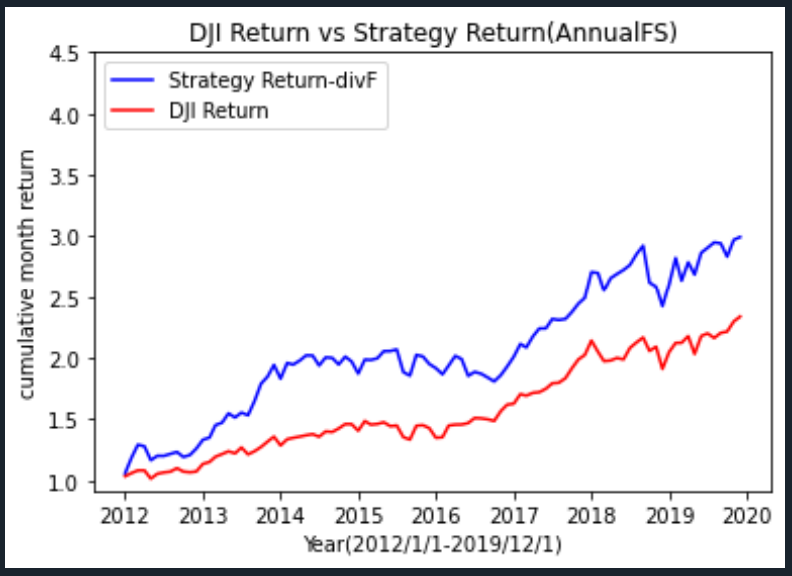 DJI Return vs Strategy Return(AnnualFS)
Strategy Return-divF
DJI Return
4.5
4.0
3.5
3.0
2.5
2.0
1.5
1.0
cumulative month return
2012 2013 2014 2015 2016 2017 2018 2019 2020
Year(2012/1/1-2019/12/1)